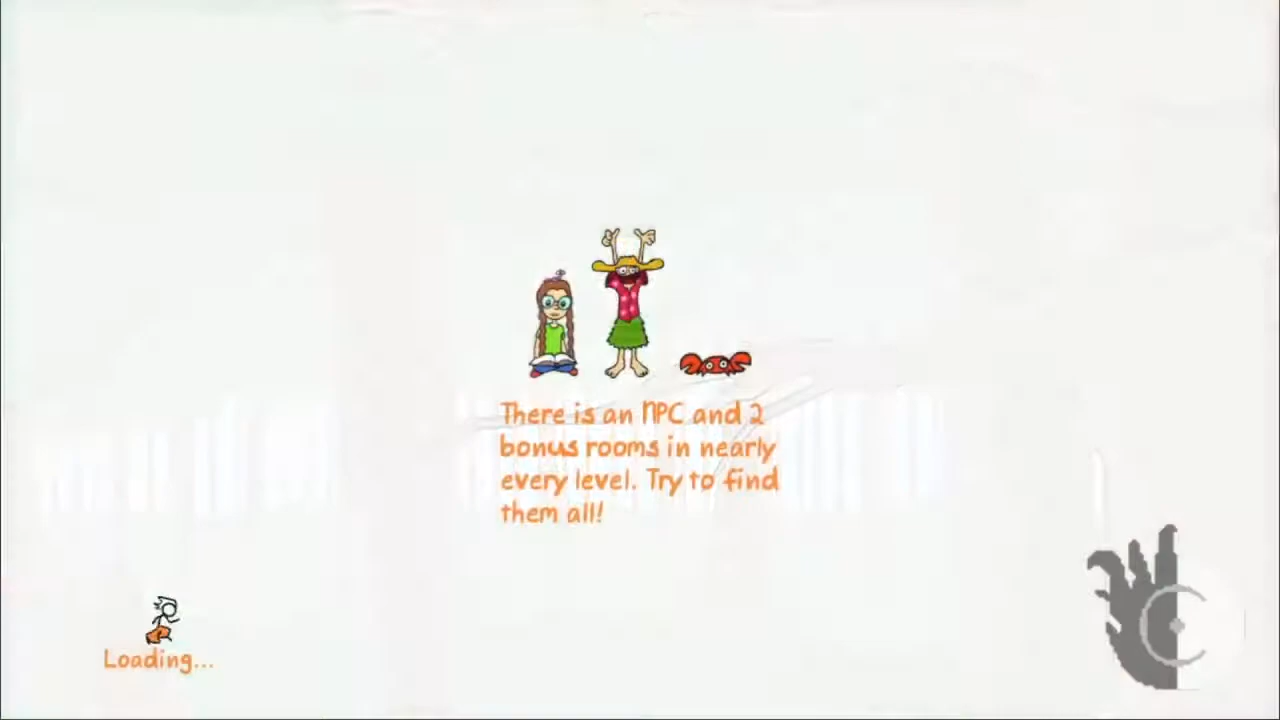 There is an NPC and 2
bonus rooms in nearly
every level. Try to find
them all!
Loading...